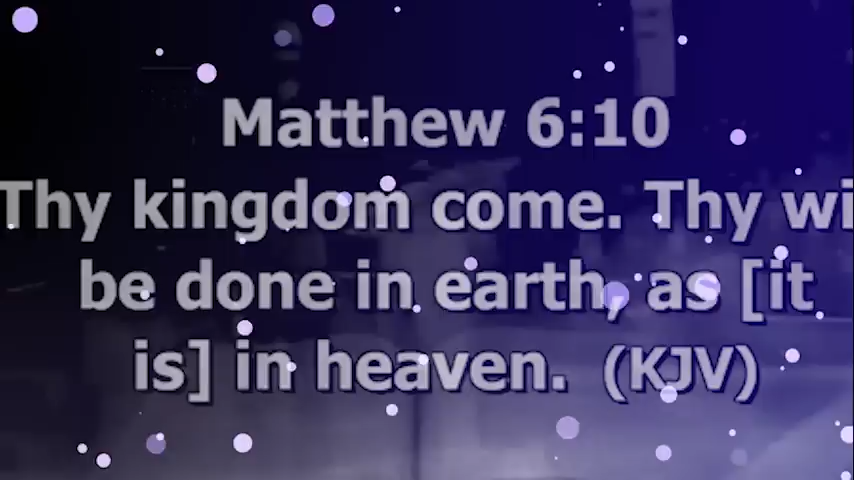 Matthew 6:10
Thy kingdom come. Thy wi
be done in earth, as [it
is] in heaven. (KJV)